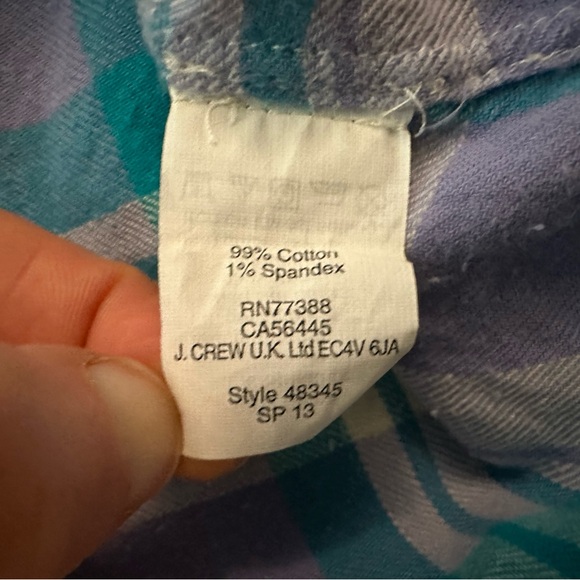 99% Cotton
1% Spandex
RN77388
CA56445
J. CREW U.K. Ltd EC4V 6JA
Style 48345
SP 13